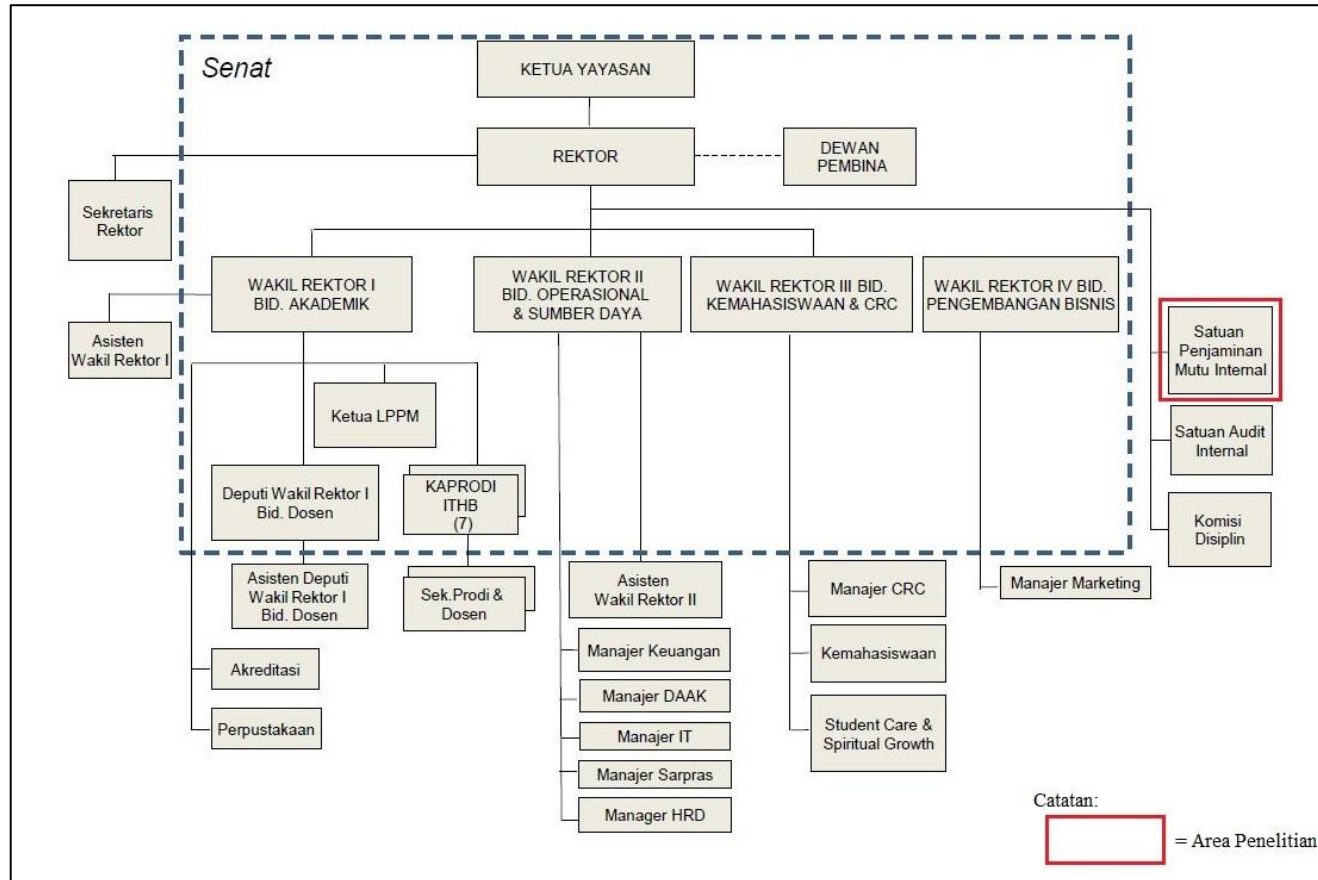 Senat
KETUA YAYASAN
REKTOR
DEWAN
PEMBINA
Sekretaris
Rektor
WAKIL REKTOR I
BID. AKADEMIK
WAKIL REKTOR II
BID. OPERASIONAL
& SUMBER DAYA
WAKIL REKTOR III BID.
KEMAHASISWAAN & CRC
WAKIL REKTOR IV BID.
PENGEMBANGAN BISNIS
Asisten
Wakil Rektor I
Satuan
Penjaminan
Mutu Internal
Ketua LPPM
Satuan Audit
Internal
Deputi Wakil Rektor I
Bid. Dosen
KAPRODI
ITHB
(7)
Komisi
Disiplin
Asisten Deputi
Wakil Rektor I
Bid. Dosen
Sek.Prodi &
Dosen
Asisten
Wakil Rektor II
Manajer CRC
Manajer Marketing
Akreditasi
Manajer Keuangan
Kemahasiswaan
Perpustakaan
Manajer DAAK
Manajer IT
Student Care &
Spiritual Growth
Manajer Sarpras
Manager HRD
Catatan:
= Area Penelitian